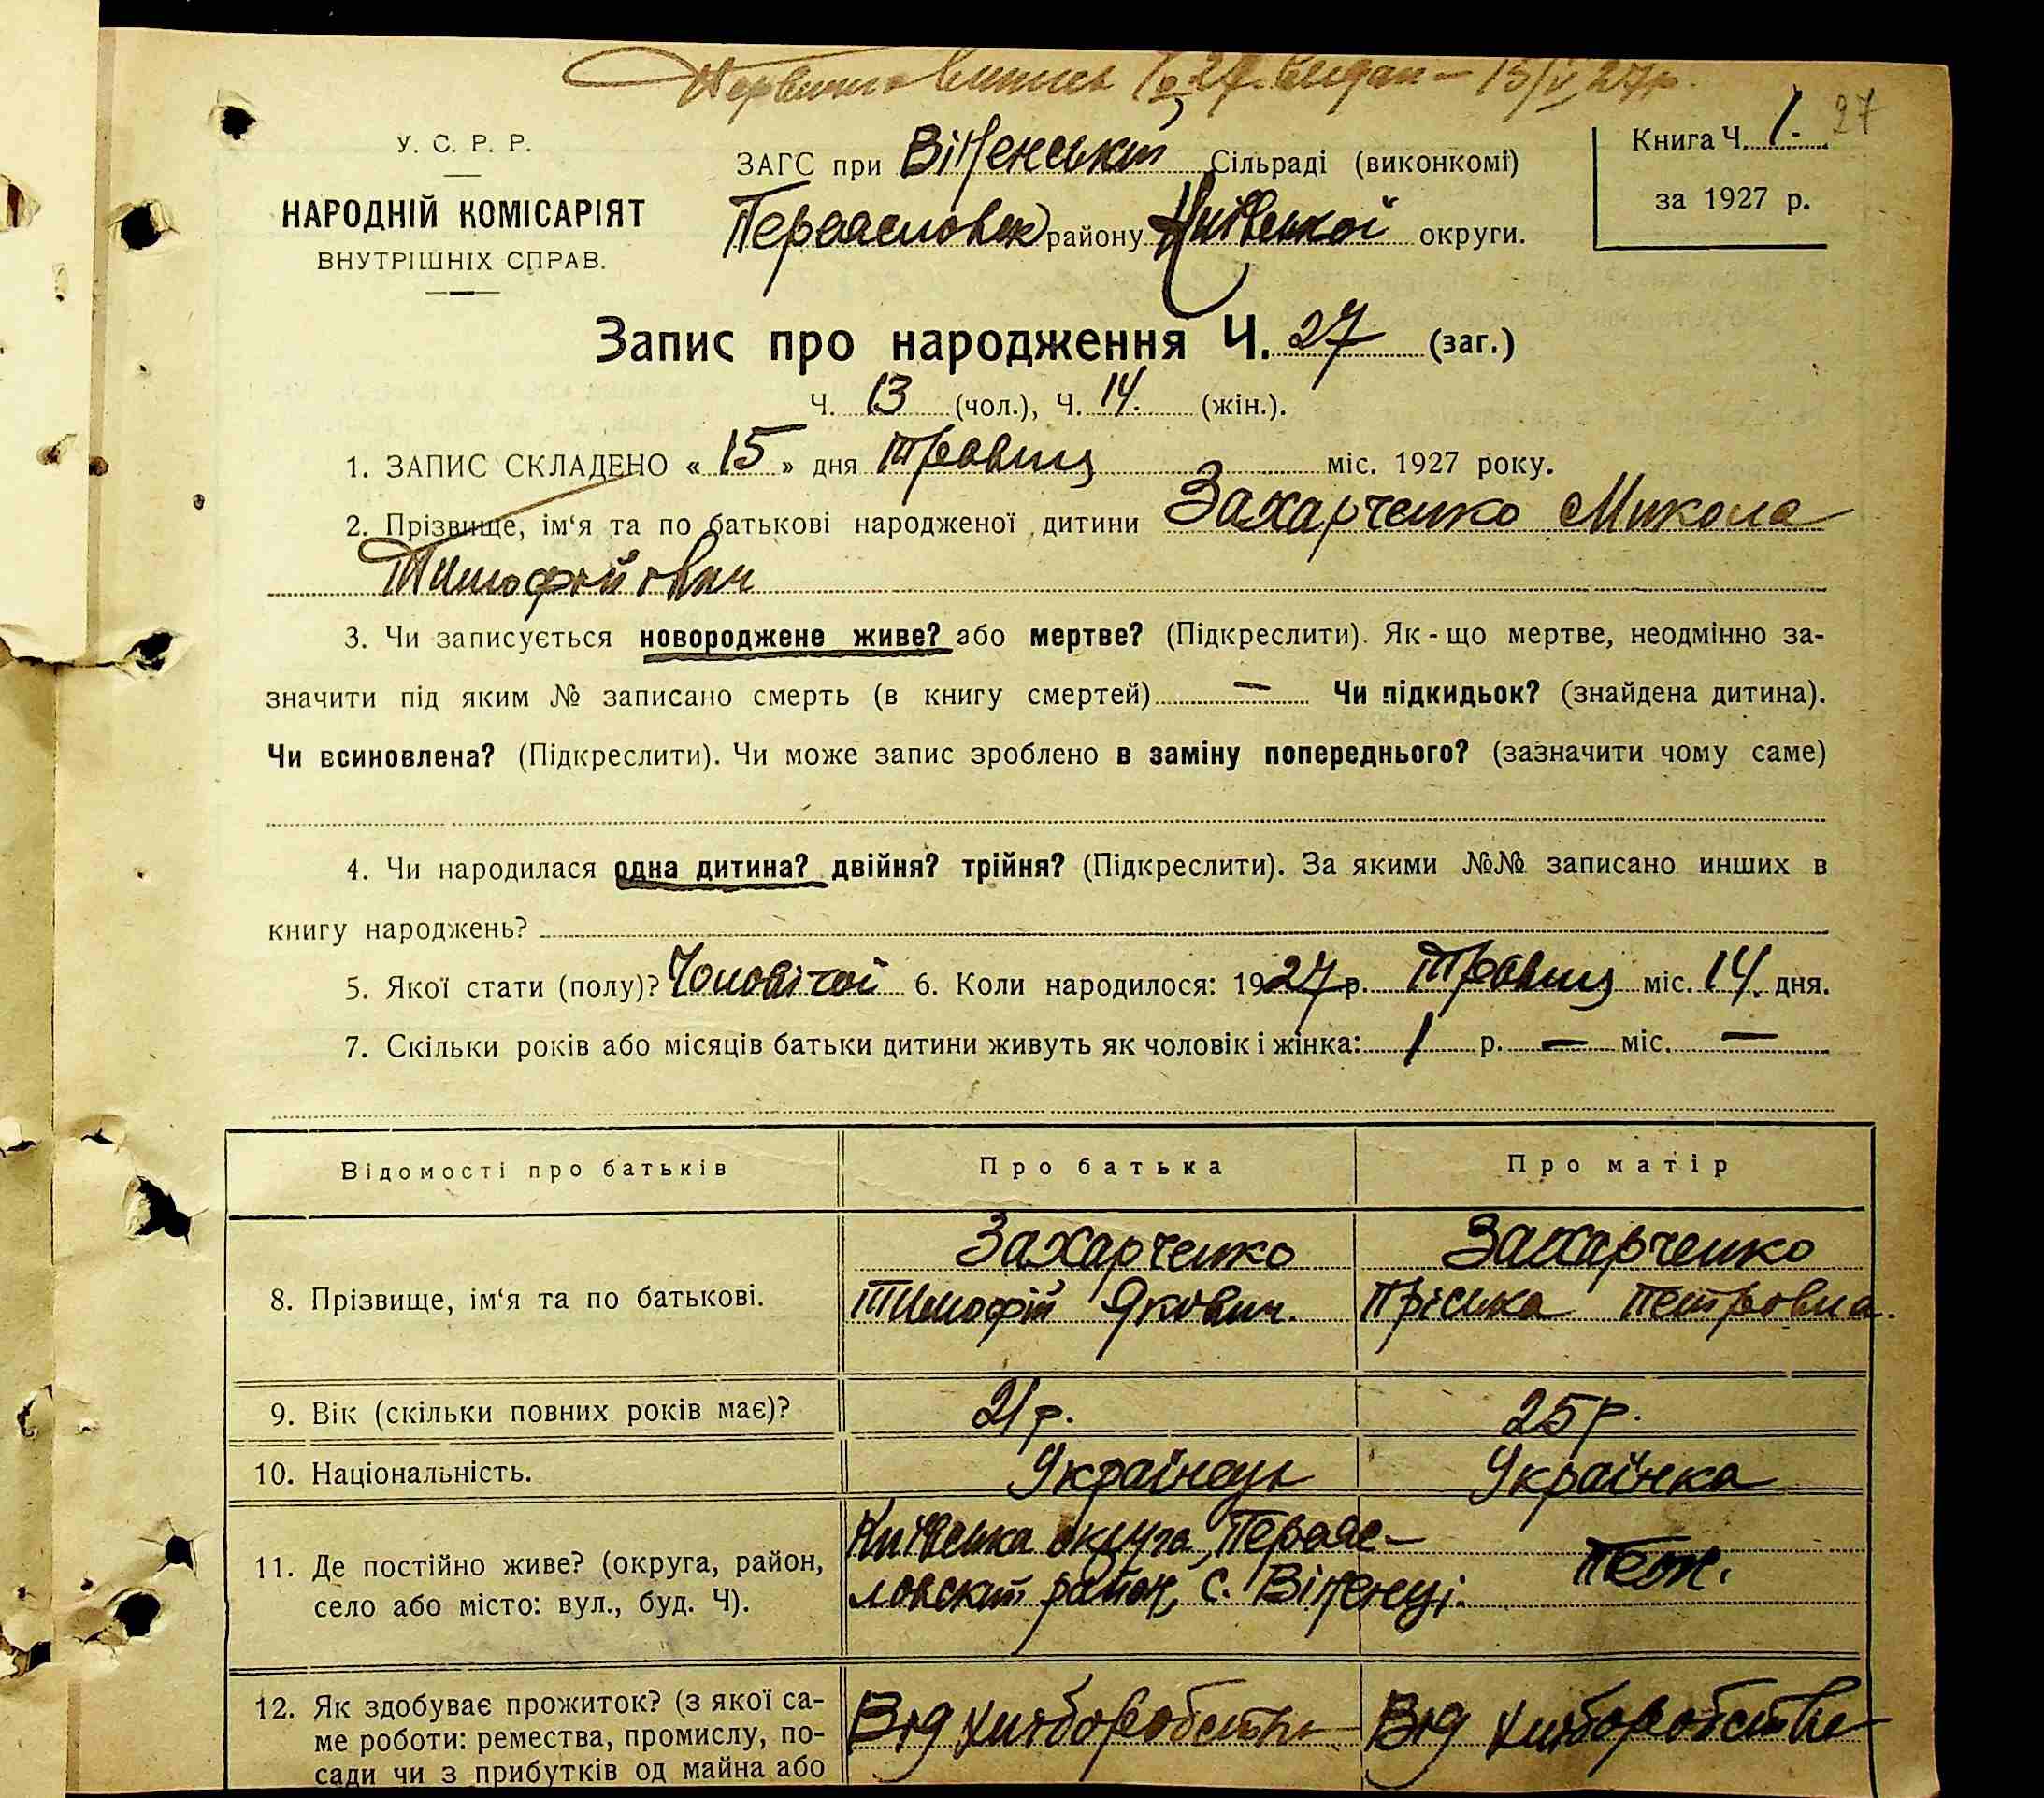 27
У. С. Р. Р.
НАРОДНІЙ КОМІСАРІЯТ
ВНУТРІШНІХ СПРАВ.
ЗАГС при Сільраді (виконкомі)
району Київської округи.
Книга Ч. 1.
за 1927 р.
Запис про народження Ч. 27 (заг.)
Ч. 13 (чол.), Ч. 14. (жін.).
1. ЗАПИС СКЛАДЕНО « 15 » дня Травня міс. 1927 року.
2. Прізвище, ім‘я та по батькові народженої дитини Захарченко Микола
Тимофійович
3. Чи записується новороджене живе? або мертве? (Підкреслити). Як-що мертве, неодмінно за-
значити під яким № записано смерть (в книгу смертей) — Чи підкидьок? (знайдена дитина).
Чи всиновлена? (Підкреслити). Чи може запис зроблено в заміну попереднього? (зазначити чому саме)
4. Чи народилася одна дитина? двійня? трійня? (Підкреслити). За якими №№ записано инших в
книгу народжень?
5. Якої стати (полу)? 6. Коли народилося: 1927 р. Травня міс. 14. дня.
7. Скільки років або місяців батьки дитини живуть як чоловік і жінка: 1 р. — міс. —
Відомості про батьків Про батька Про матір
8. Прізвище, ім‘я та по батькові.
Захарченко
Тимофій Якович.
Захарченко
Пріська Петровна.
9. Вік (скільки повних років має)? 21 р. 25 р.
10. Національність. Українець Українка
11. Де постійно живе? (округа, район,
село або місто: вул., буд. Ч).
Київська округа, Переяс-
ловский район, с.
Теж.
12. Як здобуває прожиток? (з якої са-
ме роботи: ремества, промислу, по-
сади чи з прибутків од майна або
Від хліборобства
Від хліборобства